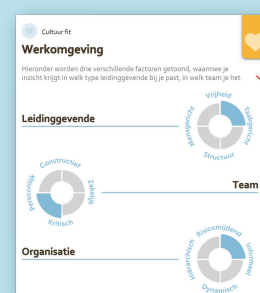 Cultuur fit
Werkomgeving
Hieronder worden drie verschillende factoren getoond, waarmee je
inzicht krijgt in welk type leidinggevende bij je past, in welk team je het
Leidinggevende
Vrijheid
Taakgericht
Structuur
Mensgericht
Team
Constructief
Zakelijk
Kritisch
Persoonlijk
Organisatie
Risicomijdend
Informeel
Dynamisch
Hiërarchisch